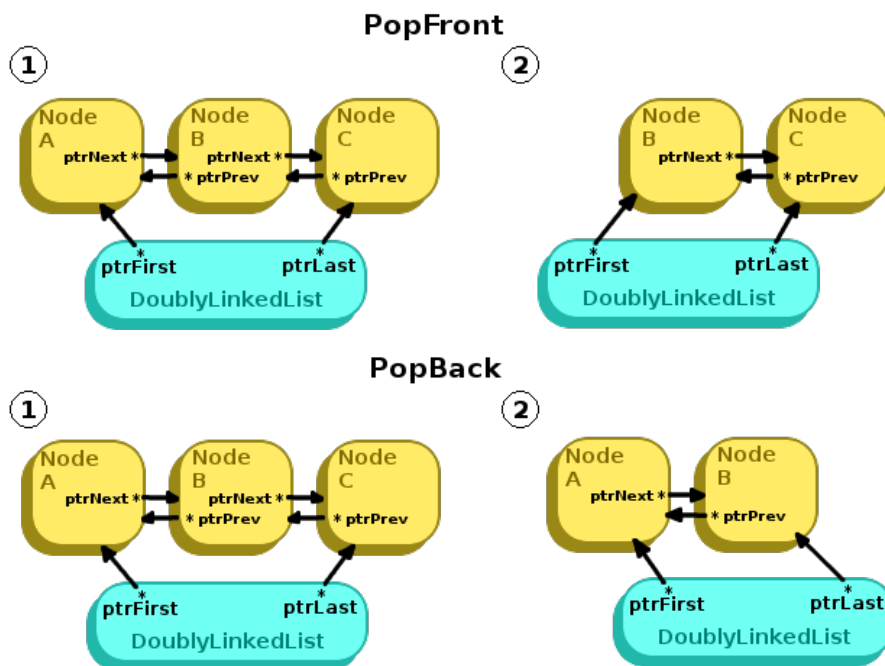 PopFront
1
2
Node
A
Node
B
Node
C
ptrNext *
ptrNext *
* ptrPrev
* ptrPrev
*
ptrFirst
*
ptrLast
DoublyLinkedList
Node
B
Node
C
ptrNext *
* ptrPrev
*
ptrFirst
*
ptrLast
DoublyLinkedList
PopBack
1
2
Node
A
Node
B
Node
C
ptrNext *
ptrNext *
* ptrPrev
* ptrPrev
*
ptrFirst
*
ptrLast
DoublyLinkedList
Node
A
Node
B
ptrNext *
* ptrPrev
*
ptrFirst
*
ptrLast
DoublyLinkedList